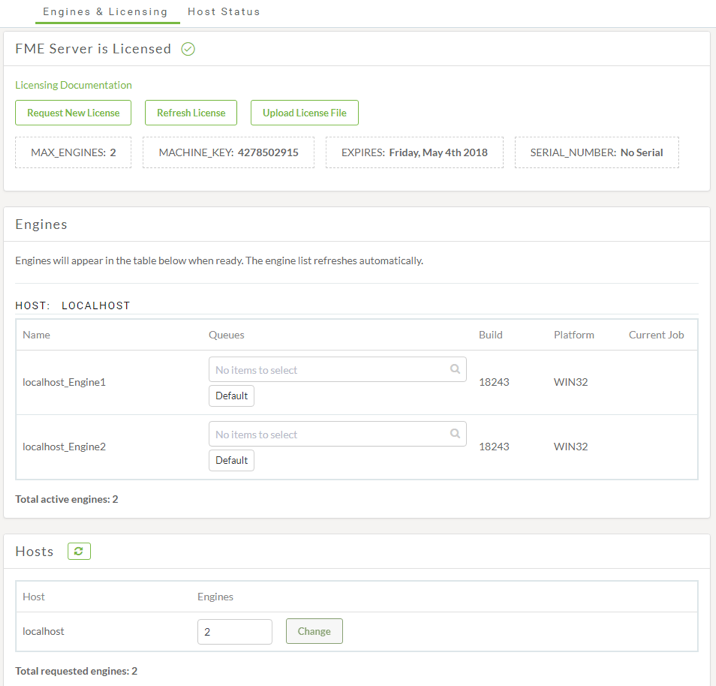 Engines & Licensing Host Status
FME Server is Licensed
Licensing Documentation
Request New License Refresh License Upload License File
MAX_ENGINES: 2 MACHINE_KEY: 4278502915 EXPIRES: Friday, May 4th 2018 SERIAL_NUMBER: No Serial
Engines
Engines will appear in the table below when ready. The engine list refreshes automatically.
HOST: LOCALHOST
Name Queues Build Platform Current Job
No items to select
localhost_Engine1 18243 WIN32
Default
No items to select
localhost_Engine2 18243 WIN32
Default
Total active engines: 2
Hosts
Host Engines
localhost 2 Change
Total requested engines: 2